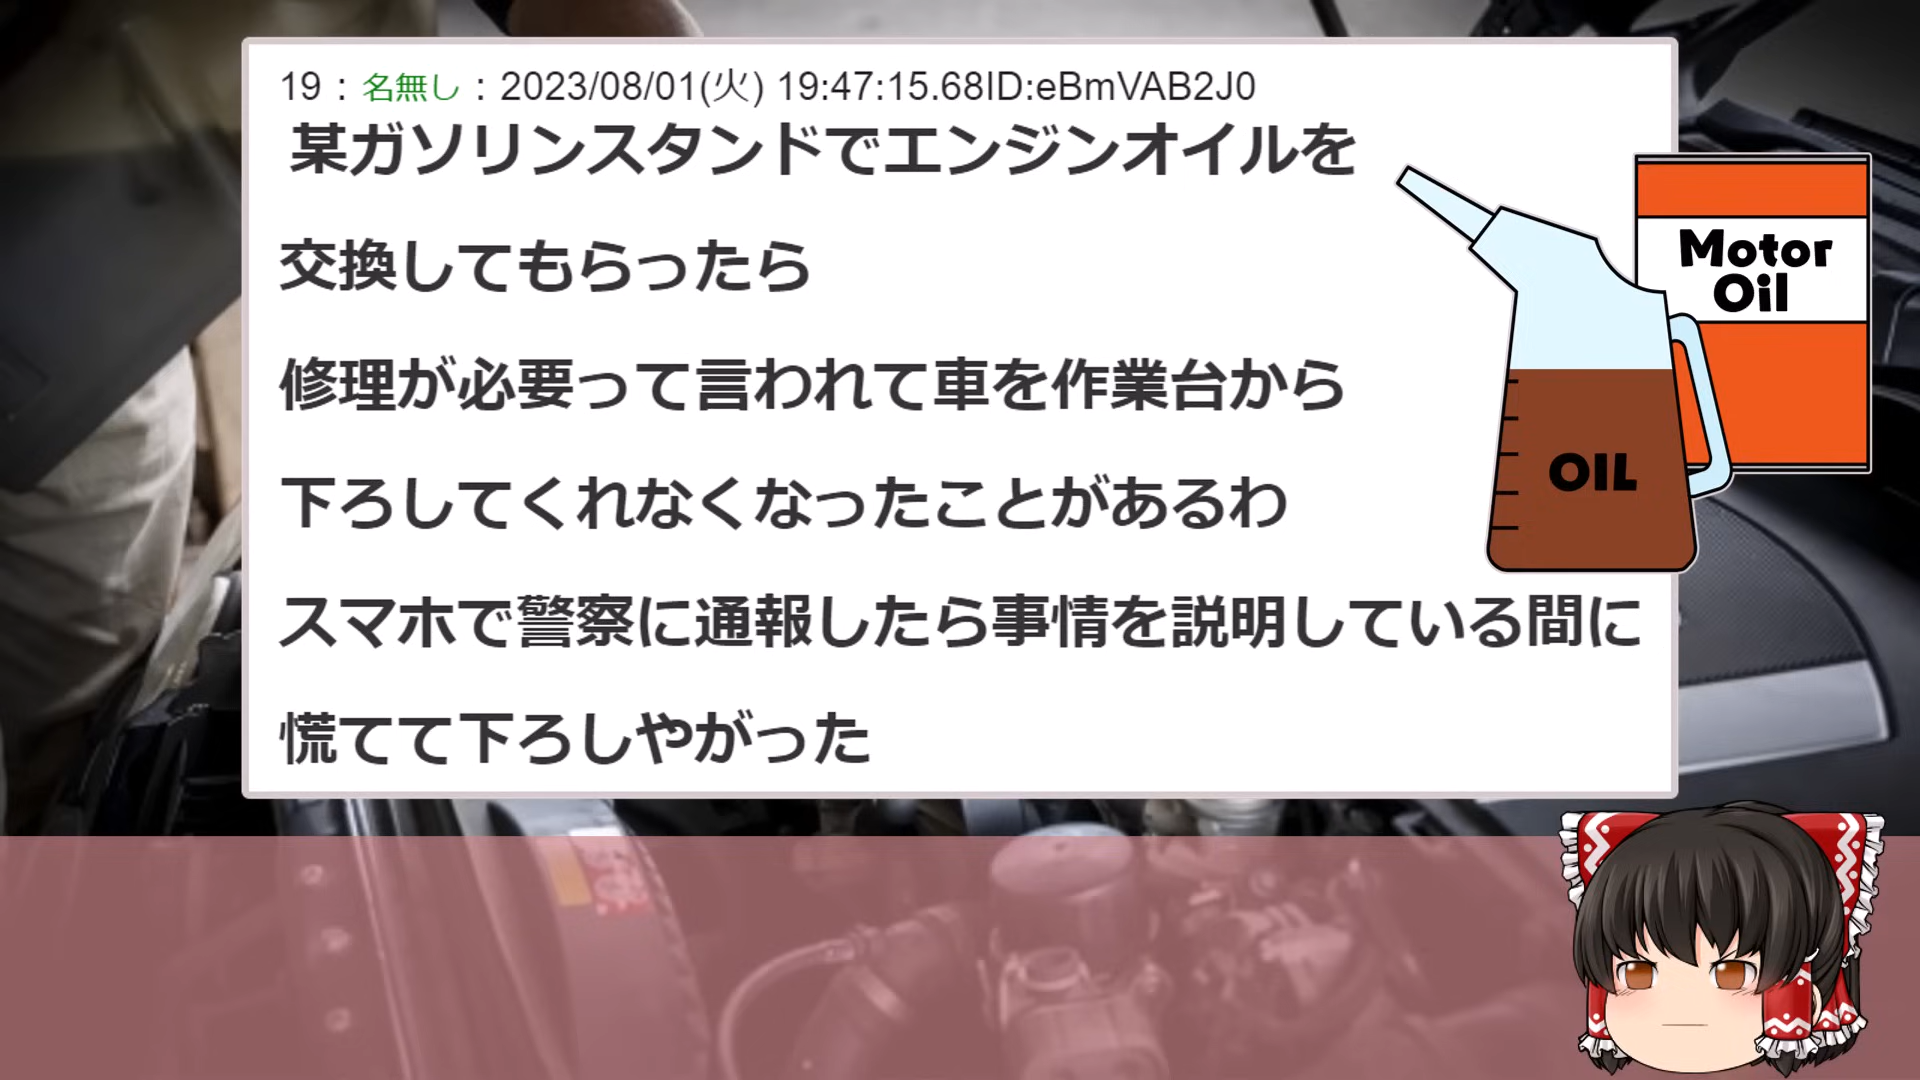 19：名無し：2023/08/01(火) 19:47:15.68ID:eBmVAB2J0
某ガソリンスタンドでエンジンオイルを
交換してもらったら
修理が必要って言われて車を作業台から
下ろしてくれなくなったことがあるわ
スマホで警察に通報したら事情を説明している間に
慌てて下ろしやがった
Motor
Oil
OIL